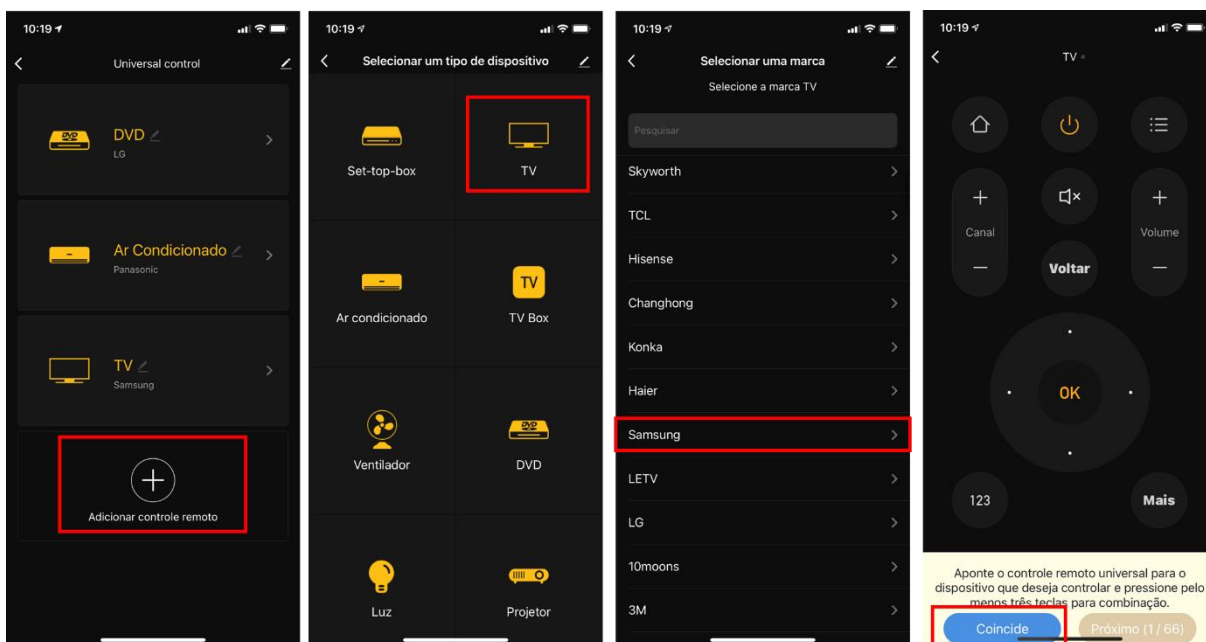 10:19
Universal control
DVD
DVD
LG
Ar Condicionado
Panasonic
TV
Samsung
Adicionar controle remoto
10:19
Selecionar um tipo de dispositivo
Set-top-box
TV
Ar condicionado
TV
TV Box
Ventilador
DVD
DVD
Luz
Projetor
10:19
Selecionar uma marca
Selecione a marca TV
Pesquisar
Skyworth
TCL
Hisense
Changhong
Konka
Haier
Samsung
LETV
LG
10moons
3M
10:19
TV
Canal
Volume
Voltar
OK
123
Mais
Aponte o controle remoto universal para o
dispositivo que deseja controlar e pressione pelo
menos três teclas para combinação.
Coincide
Próximo (1 / 66)